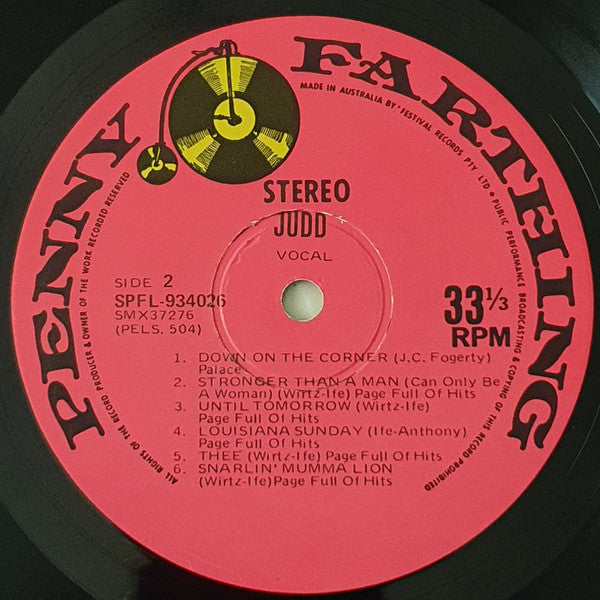 PENNY FARTHING
MADE IN AUSTRALIA BY FESTIVAL RECORDS PTY LTD • PUBLIC PERFORMANCE BROADCASTING & COPYING OF THIS RECORD PROHIBITED
ALL RIGHTS OF THE RECORD PRODUCER & OWNER OF THE WORK RECORDED RESERVED
STEREO
JUDD
VOCAL
SIDE 2
SPFL-934026
SMX37276
(PELS. 504)
33⅓
RPM
1. DOWN ON THE CORNER (J.C. Fogerty)
Palace
2. STRONGER THAN A MAN (Can Only Be
A Woman) (Wirtz-Ife) Page Full Of Hits
3. UNTIL TOMORROW (Wirtz-Ife)
Page Full Of Hits
4. LOUISIANA SUNDAY (Ife-Anthony)
Page Full Of Hits
5. THEE (Wirtz-Ife) Page Full Of Hits
6. SNARLIN' MUMMA LION
(Wirtz-Ife) Page Full Of Hits